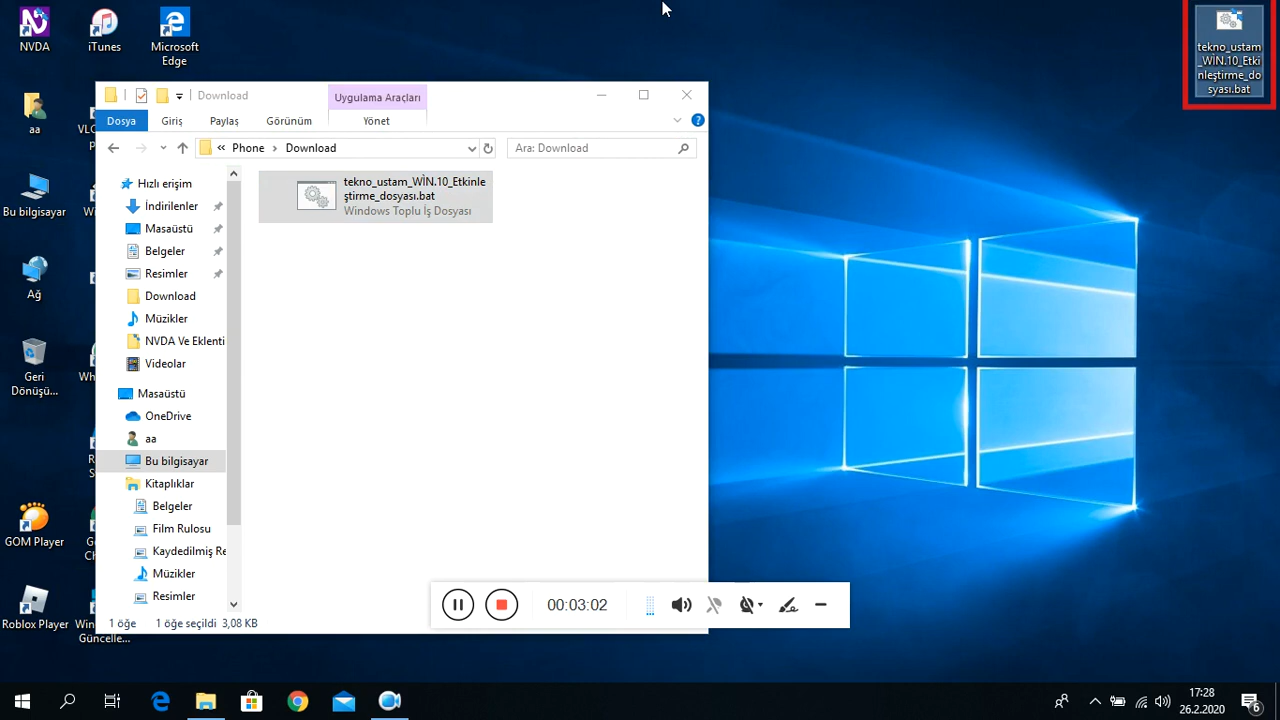 NVDA
iTunes
Microsoft
Edge
tekno_ustam
_WİN.10_Etki
nleştirme_do
syası.bat
Download
Uygulama Araçları
Dosya
Giriş
Paylaş
Görünüm
Yönet
aa
« Phone > Download
Ara: Download
tekno_ustam_WİN.10_Etkinle
ştirme_dosyası.bat
Windows Toplu İş Dosyası
Hızlı erişim
İndirilenler
Masaüstü
Belgeler
Resimler
Download
Müzikler
NVDA Ve Eklenti
Videolar
Masaüstü
OneDrive
aa
Bu bilgisayar
Kitaplıklar
Belgeler
Film Rulosu
Kaydedilmiş Re
Müzikler
Resimler
Bu bilgisayar
Ağ
Geri
Dönüşü...
GOM Player
Roblox Player
Güncelle...
1 öğe
1 öğe seçildi 3,08 KB
00:03:02
17:28
26.2.2020
6